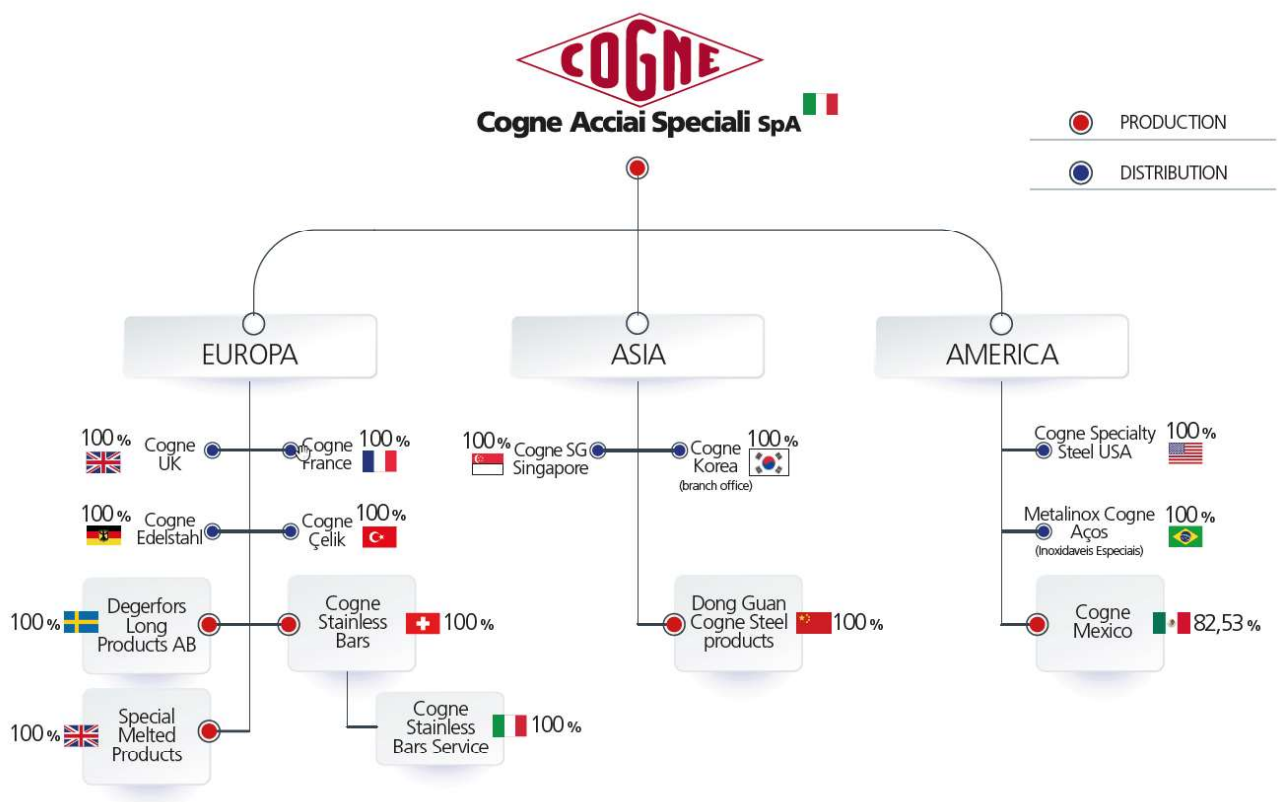 COGNE
Cogne Acciai Speciali SpA
PRODUCTION
DISTRIBUTION
EUROPA
ASIA
AMERICA
100 %
Cogne
UK
Cogne
France
100 %
100 %
Cogne SG
Singapore
Cogne
Korea
(branch office)
100 %
Cogne Specialty
Steel USA
100 %
100 %
Cogne
Edelstahl
Cogne
Çelik
100 %
Metalinox Cogne
Aços
(Inoxidaveis Especiais)
100 %
100 %
Degerfors
Long
Products AB
Cogne
Stainless
Bars
100 %
Dong Guan
Cogne Steel
products
100 %
Cogne
Mexico
82,53 %
100 %
Special
Melted
Products
Cogne
Stainless
Bars Service
100 %